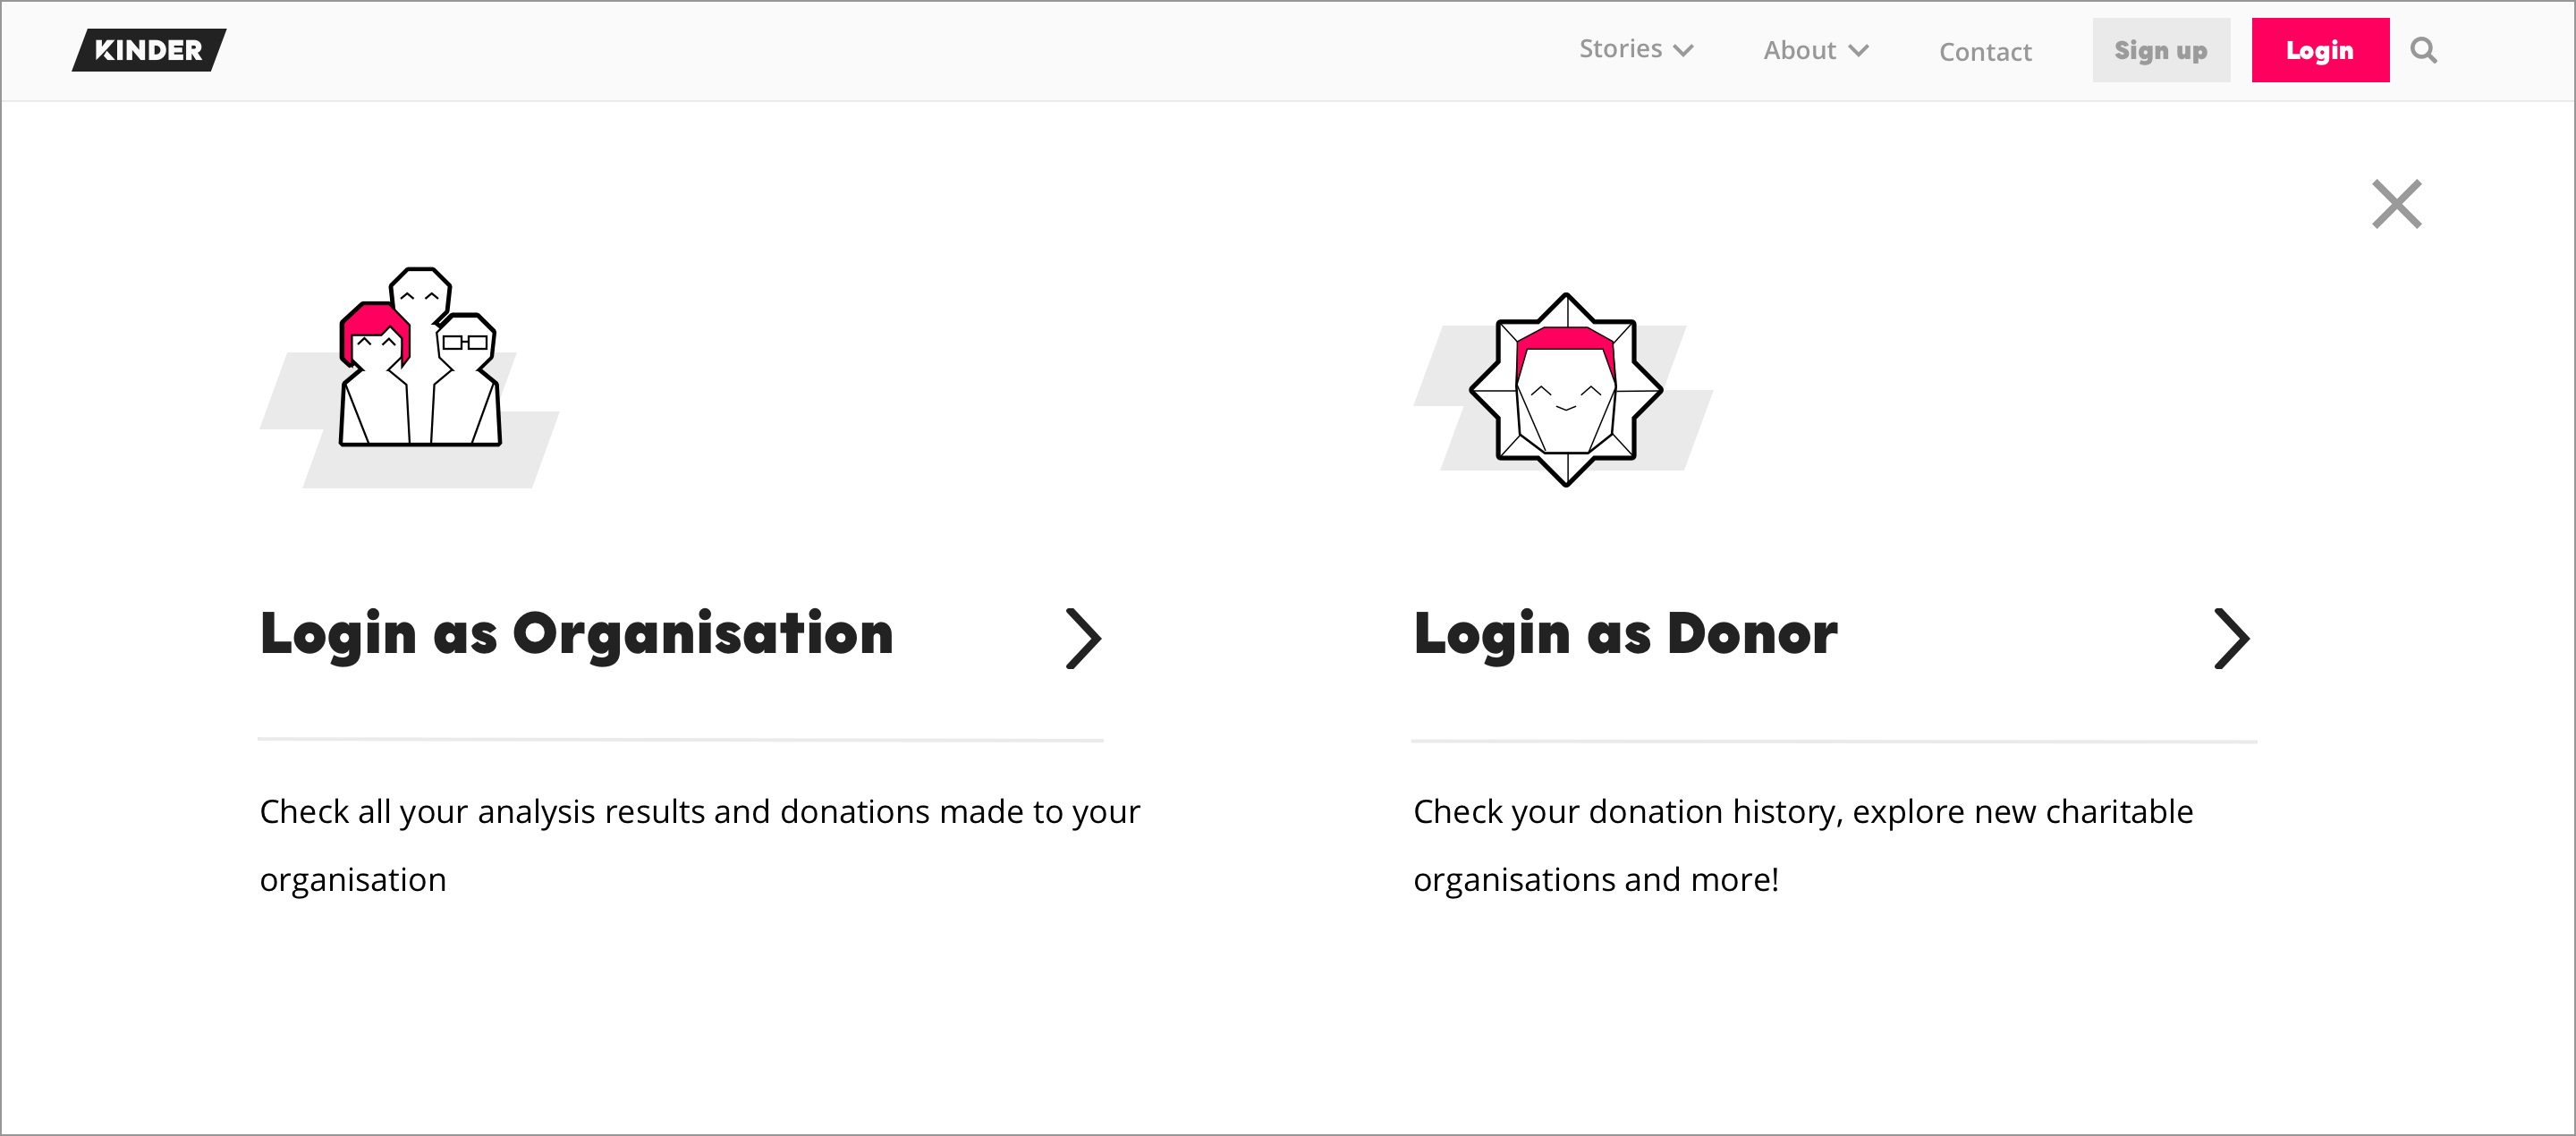 KINDER
Stories
About
Contact
Sign up
Login
Login as Organisation
Check all your analysis results and donations made to your
organisation
Login as Donor
Check your donation history, explore new charitable
organisations and more!